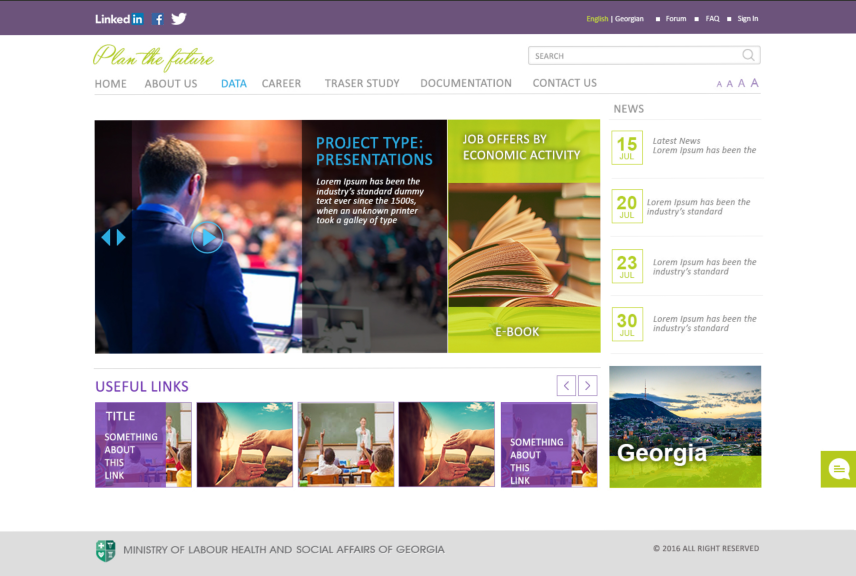 Linked in f
English | Georgian ■ Forum ■ FAQ ■ Sign In
Plan the future
SEARCH
HOME ABOUT US DATA CAREER TRASER STUDY DOCUMENTATION CONTACT US A A A A
NEWS
PROJECT TYPE:
PRESENTATIONS
Lorem Ipsum has been the
industry's standard dummy
text ever since the 1500s,
when an unknown printer
took a galley of type
JOB OFFERS BY
ECONOMIC ACTIVITY
E-BOOK
15
JUL
Latest News
Lorem Ipsum has been the
20
JUL
Lorem Ipsum has been the
industry's standard
23
JUL
Lorem Ipsum has been the
industry's standard
30
JUL
Lorem Ipsum has been the
industry's standard
USEFUL LINKS
TITLE
SOMETHING
ABOUT
THIS
LINK
SOMETHING
ABOUT
THIS
LINK
Georgia
MINISTRY OF LABOUR HEALTH AND SOCIAL AFFAIRS OF GEORGIA
© 2016 ALL RIGHT RESERVED